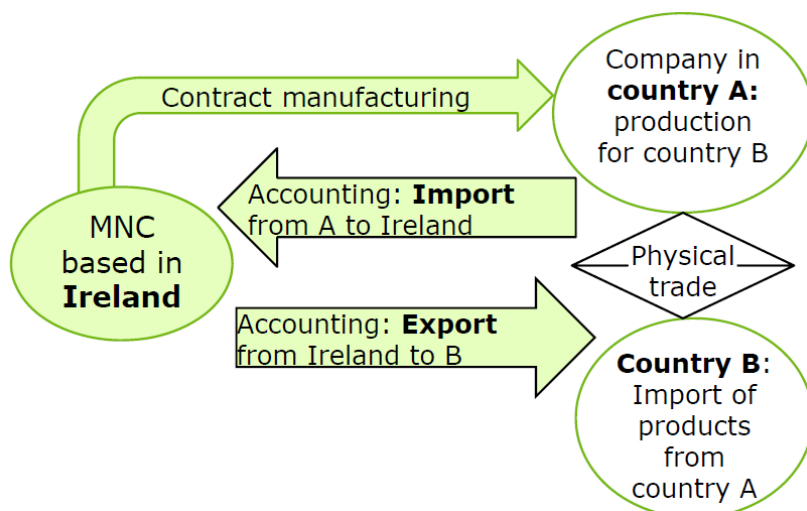 Company in
country A:
production
for country B
Contract manufacturing
Accounting: Import
from A to Ireland
MNC
based in
Ireland
Physical
trade
Accounting: Export
from Ireland to B
Country B:
Import of
products
from
country A